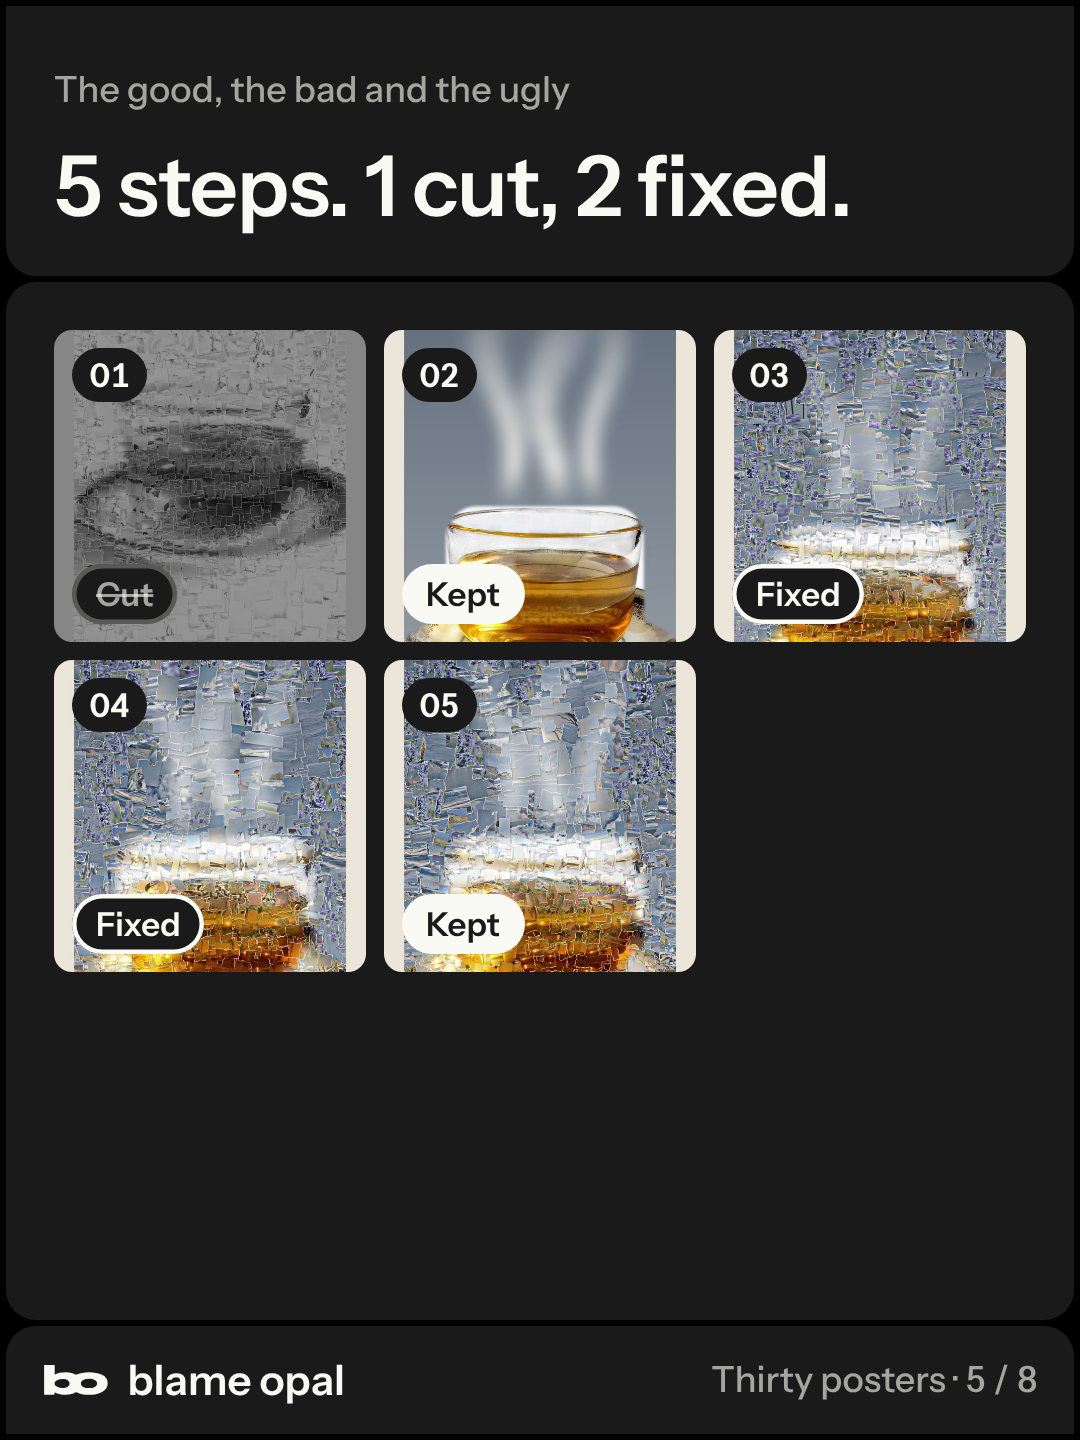 The good, the bad and the ugly
5 steps. 1 cut, 2 fixed.
01
Cut
02
Kept
03
Fixed
04
Fixed
05
Kept
bo blame opal
Thirty posters · 5 / 8